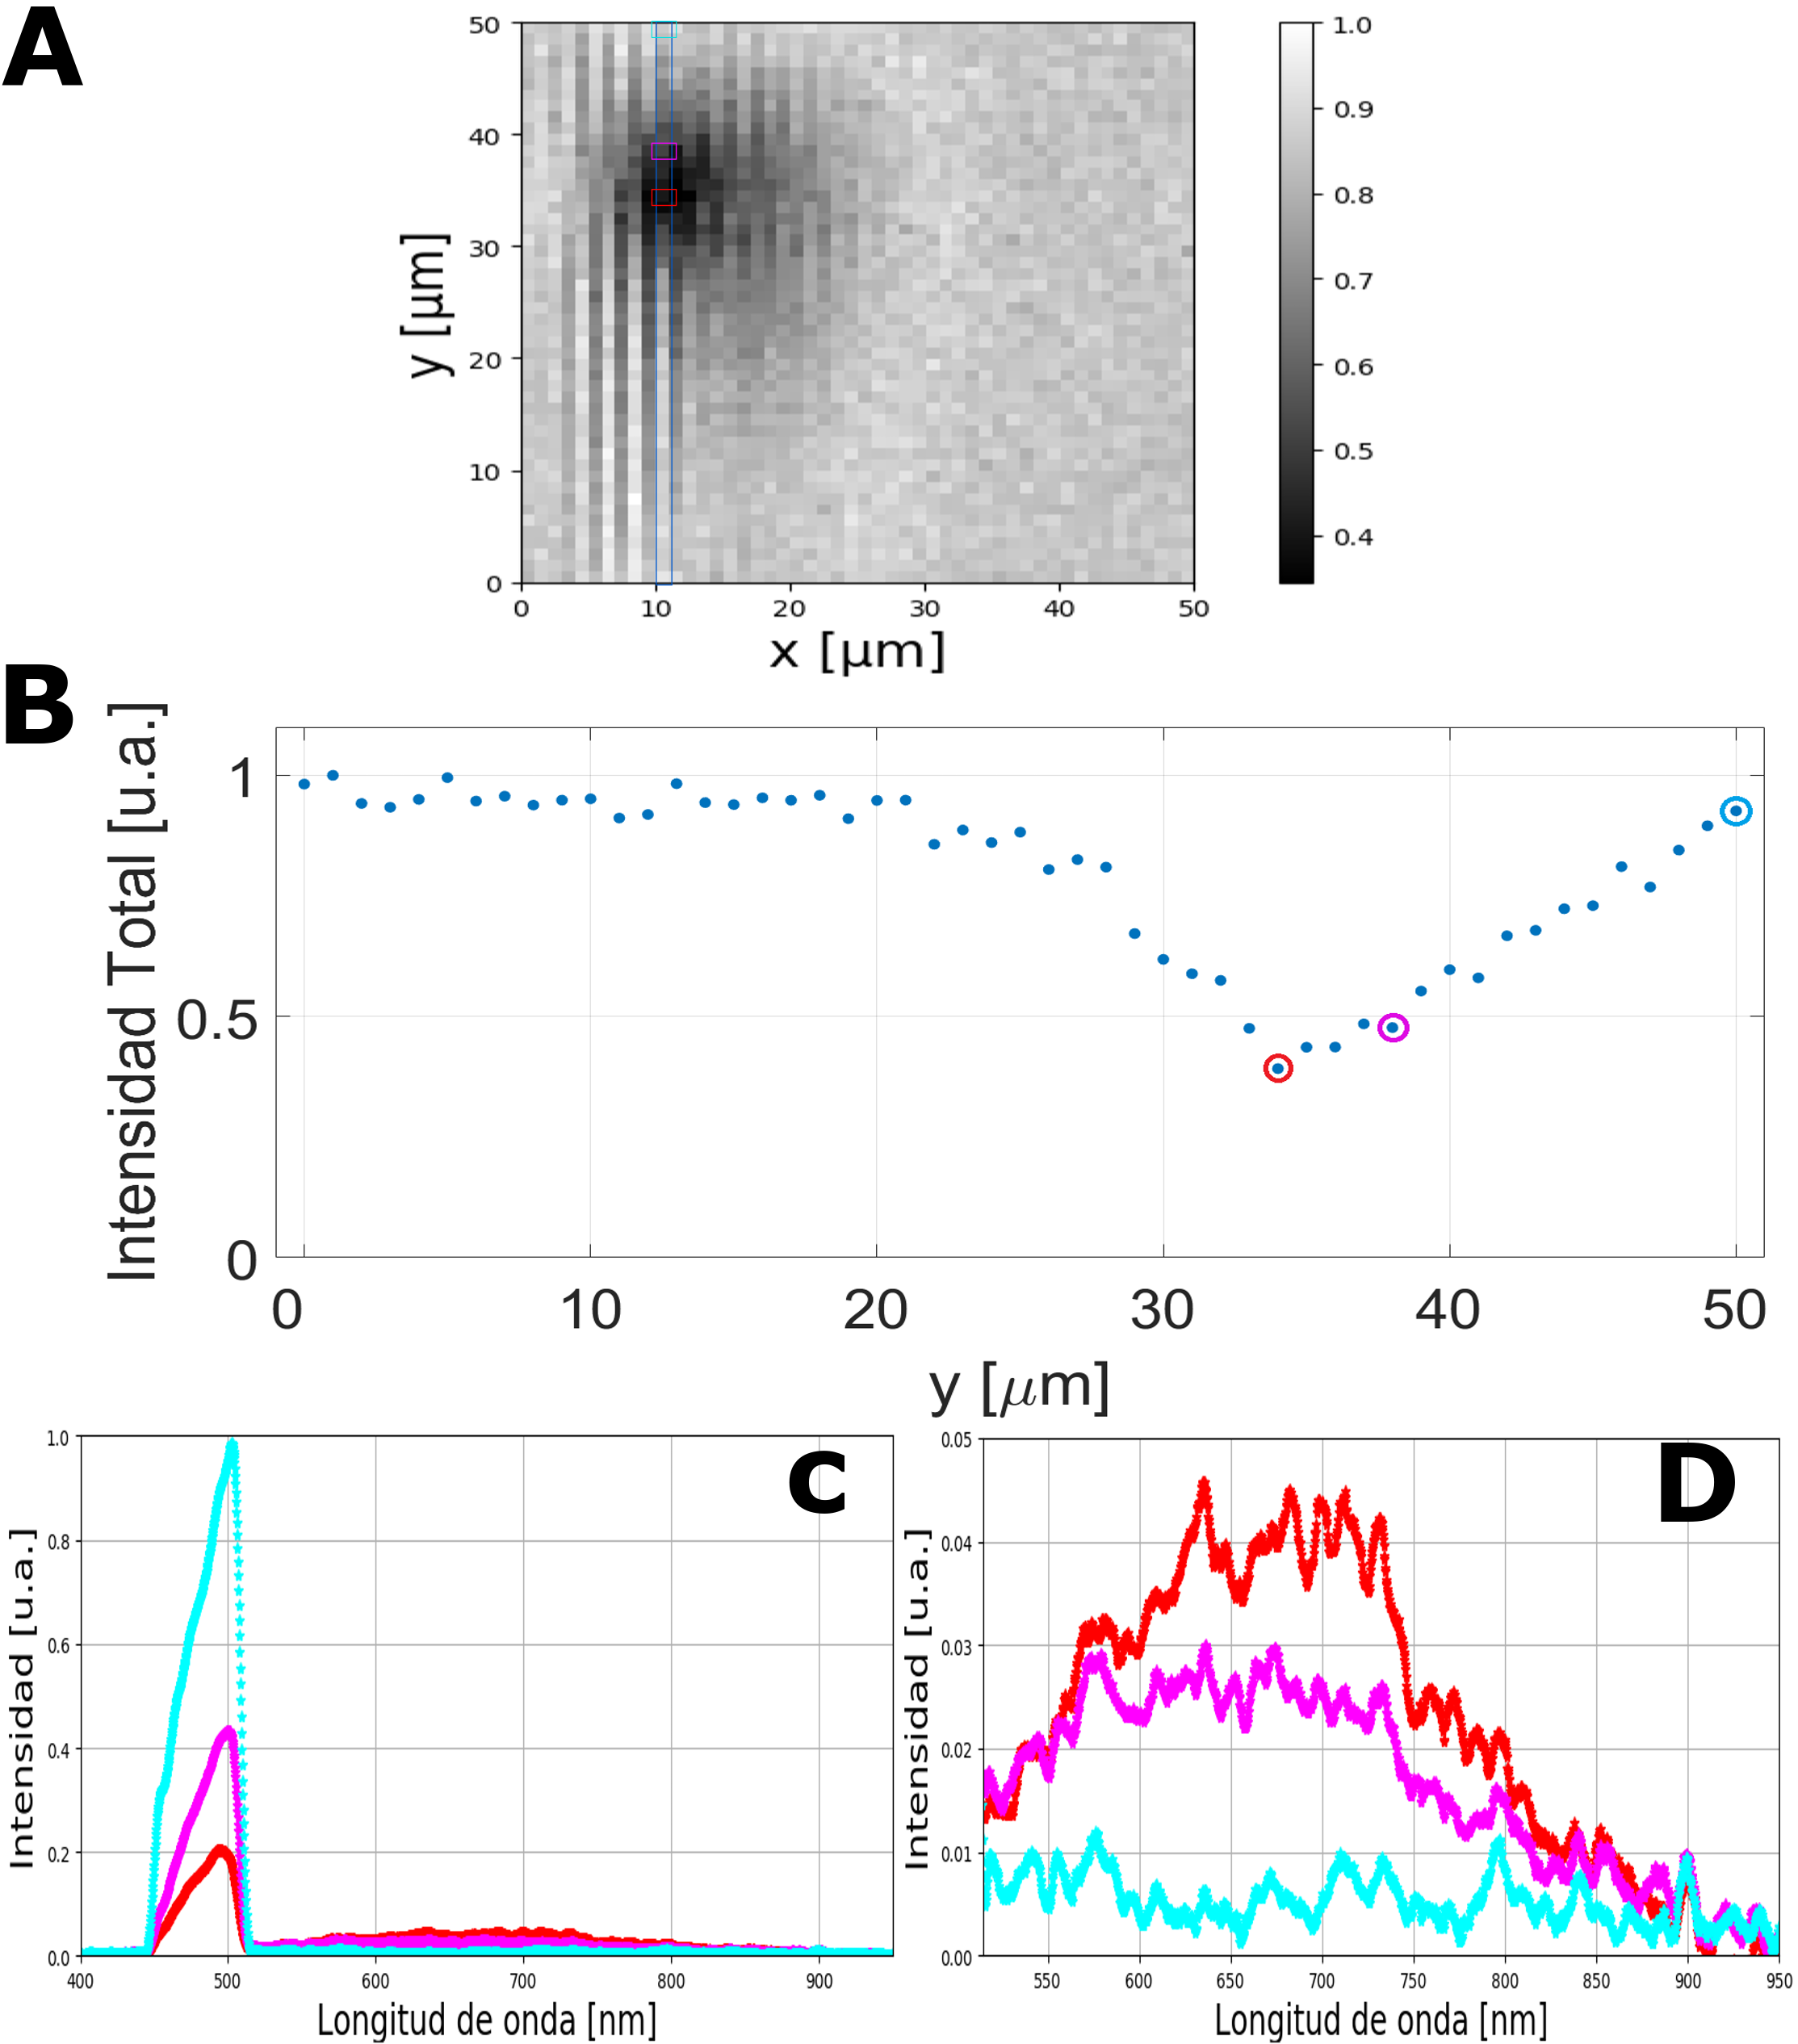 A
50
40
30
20
10
0
y [µm]
0 10 20 30 40 50
x [µm]
1.0
0.9
0.8
0.7
0.6
0.5
0.4
B
Intensidad Total [u.a.]
1
0.5
0
0 10 20 30 40 50
y [μm]
C
Intensidad [u.a.]
1.0
0.8
0.6
0.4
0.2
0.0
400 500 600 700 800 900
Longitud de onda [nm]
D
Intensidad [u.a.]
0.05
0.04
0.03
0.02
0.01
0.00
550 600 650 700 750 800 850 900 950
Longitud de onda [nm]